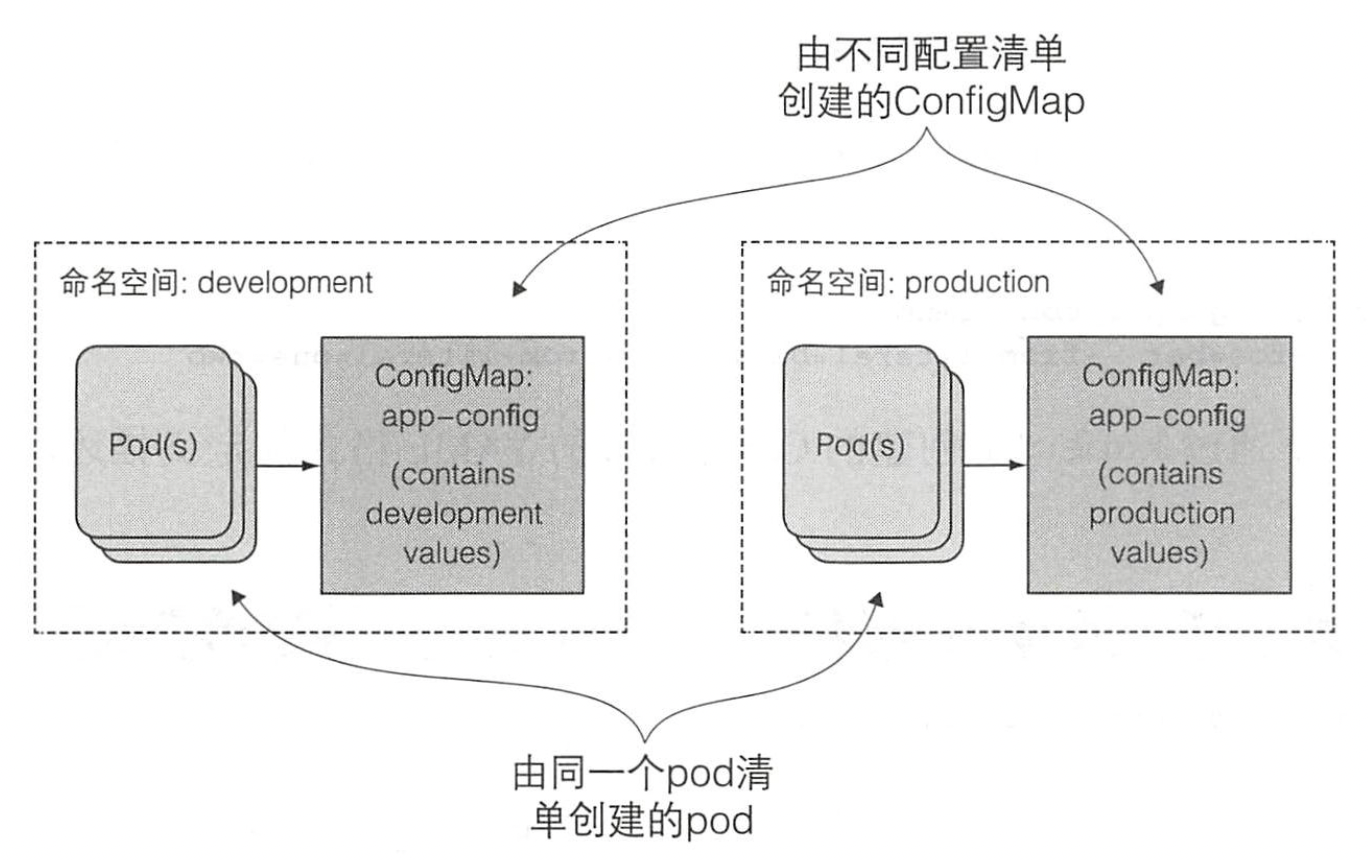 由不同配置清单
创建的ConfigMap
命名空间: development
Pod(s)
ConfigMap:
app–config
(contains
development
values)
命名空间: production
Pod(s)
ConfigMap:
app–config
(contains
production
values)
由同一个pod清
单创建的pod